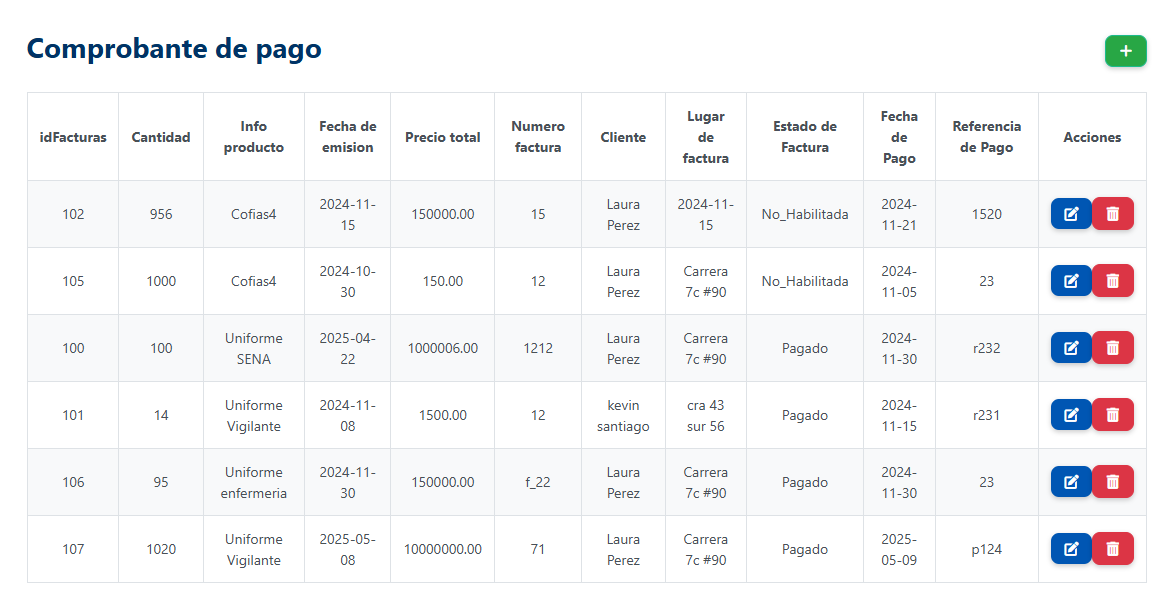 Comprobante de pago
+
idFacturas Cantidad Info producto Fecha de emision Precio total Numero factura Cliente Lugar de factura Estado de Factura Fecha de Pago Referencia de Pago Acciones
102 956 Cofias4 2024-11-15 150000.00 15 Laura Perez 2024-11-15 No_Habilitada 2024-11-21 1520
105 1000 Cofias4 2024-10-30 150.00 12 Laura Perez Carrera 7c #90 No_Habilitada 2024-11-05 23
100 100 Uniforme SENA 2025-04-22 1000006.00 1212 Laura Perez Carrera 7c #90 Pagado 2024-11-30 r232
101 14 Uniforme Vigilante 2024-11-08 1500.00 12 kevin santiago cra 43 sur 56 Pagado 2024-11-15 r231
106 95 Uniforme enfermeria 2024-11-30 150000.00 f_22 Laura Perez Carrera 7c #90 Pagado 2024-11-30 23
107 1020 Uniforme Vigilante 2025-05-08 10000000.00 71 Laura Perez Carrera 7c #90 Pagado 2025-05-09 p124